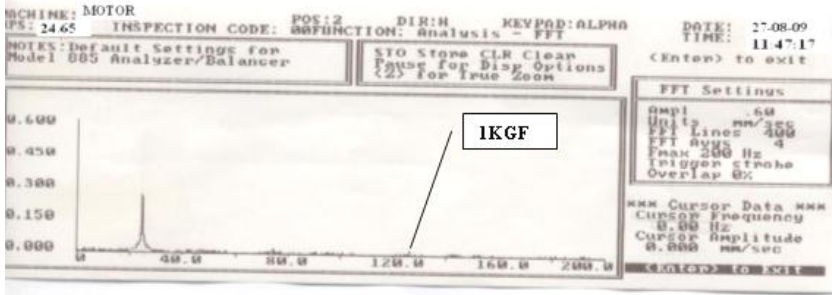 MACHINE: MOTOR POS:2 DIR:H KEYPAD:ALPHA DATE: 27-08-09
24.65 INSPECTION CODE: 00FUNCTION: Analysis - FFT TIME: 11:47:17
NOTES:Default Settings for
Model 885 Analyzer/Balancer
STO Store CLR Clear
Pause for Disp Options
<2> for True Zoom
<Enter> to exit
FFT Settings
Ampl .60
Units mm/sec
FFT Lines 400
FFT Avgs 4
Fmax 200 Hz
Trigger strobe
Overlap 0%
0.600
1KGF
0.450
0.300
0.150
0.000
0 40.0 80.0 120.0 160.0 200.0
*** Cursor Data ***
Cursor Frequency
0.00 Hz
Cursor Amplitude
0.000 mm/sec
<Enter> to Exit